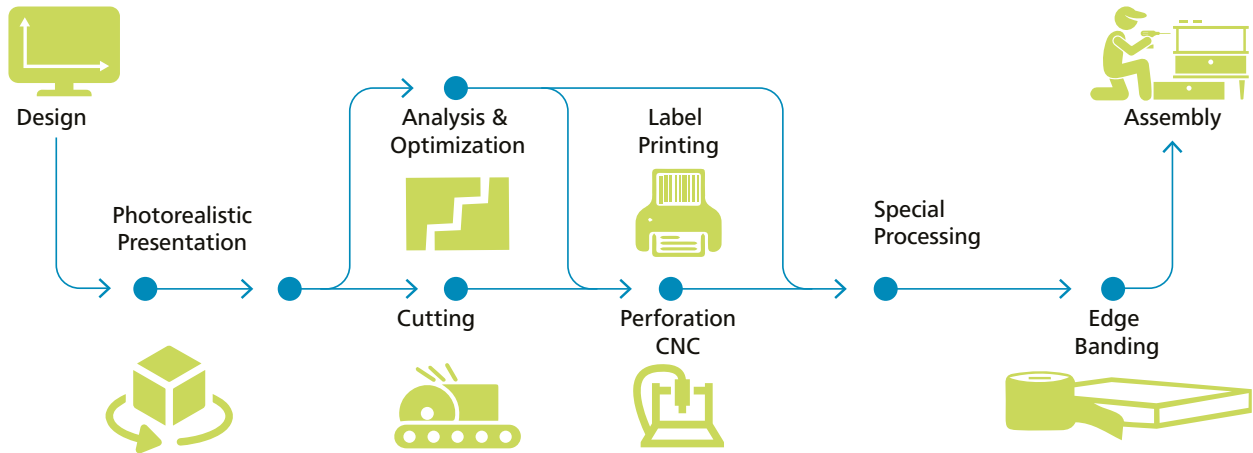 Design
Photorealistic
Presentation
Analysis &
Optimization
Cutting
Label
Printing
Perforation
CNC
Special
Processing
Edge
Banding
Assembly